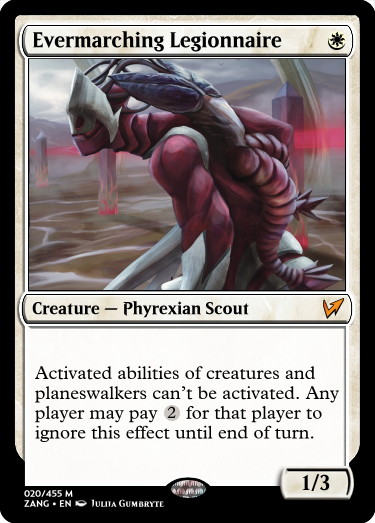 Evermarching Legionnaire
Creature — Phyrexian Scout
Activated abilities of creatures and
planeswalkers can't be activated. Any
player may pay 2 for that player to
ignore this effect until end of turn.
1/3
020/455 M
ZANG • EN Julija Gumbryte